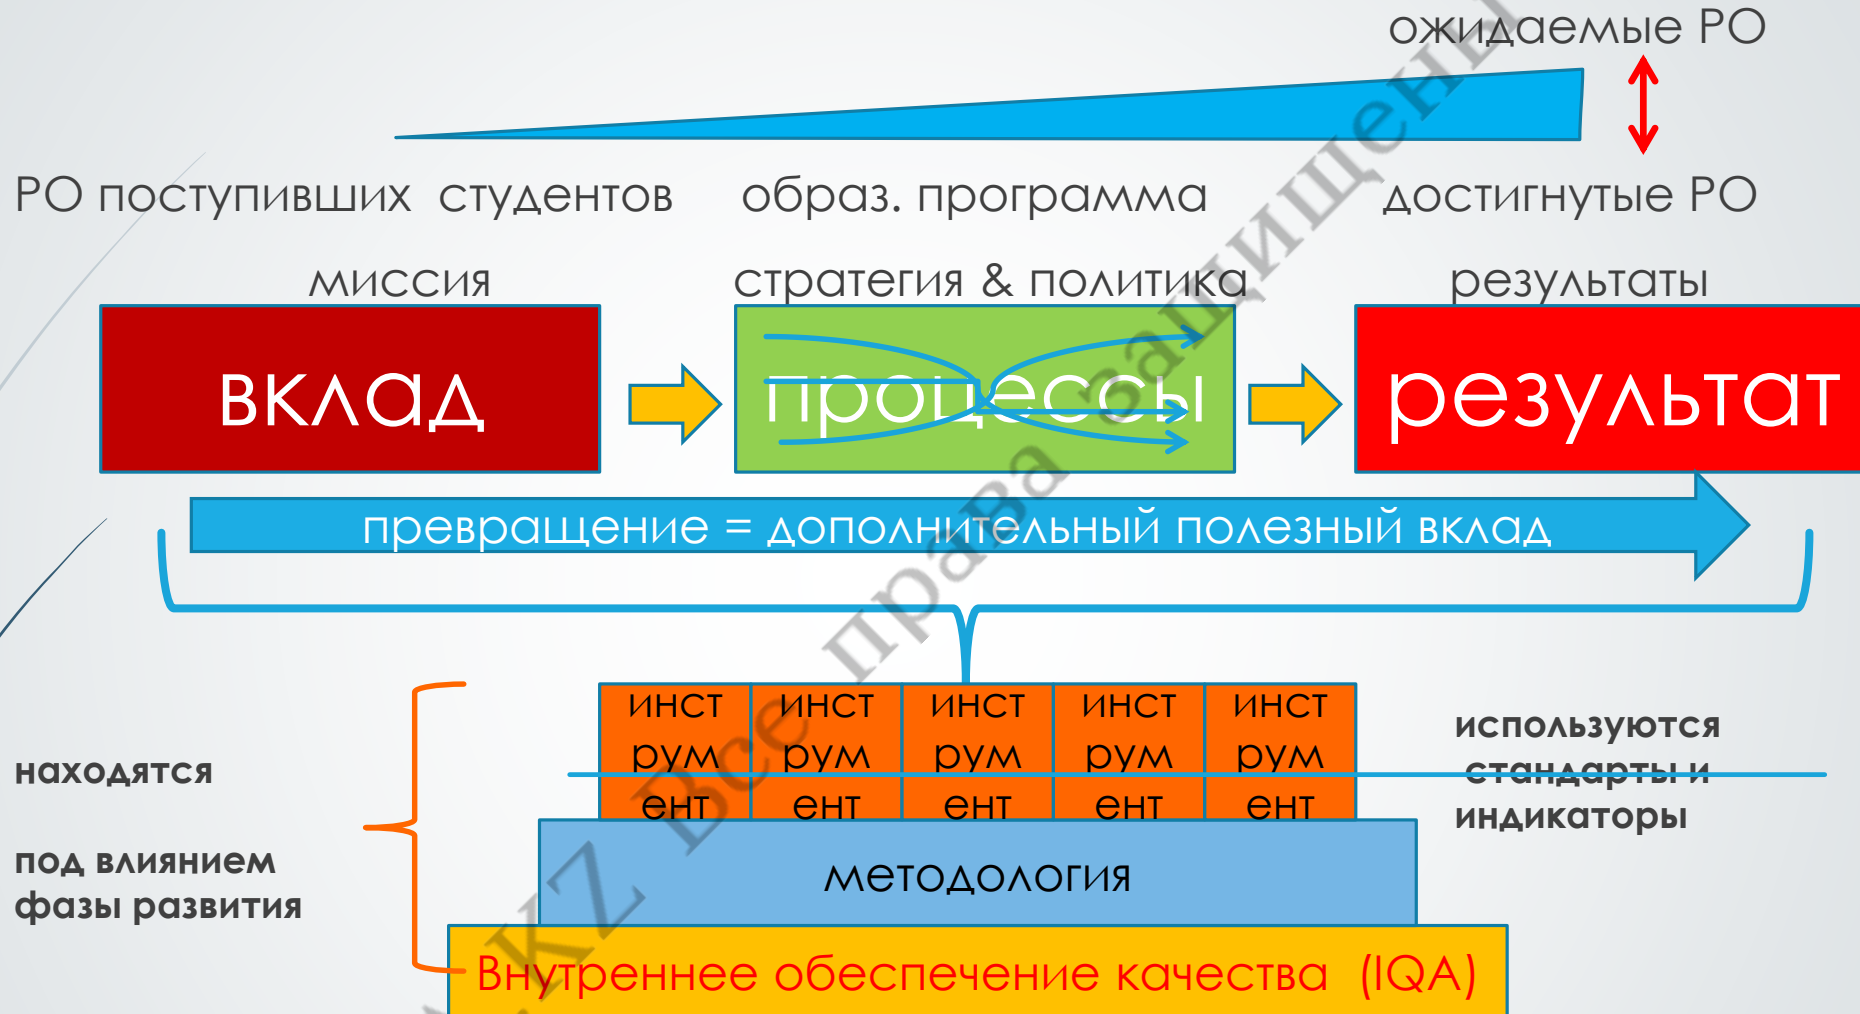 ожидаемые РО
РО поступивших студентов
образ. программа
достигнутые РО
миссия
стратегия & политика
результаты
вклад
процессы
результат
превращение = дополнительный полезный вклад
инст
рум
ент
инст
рум
ент
инст
рум
ент
инст
рум
ент
инст
рум
ент
используются
стандарты и
индикаторы
находятся
под влиянием
фазы развития
методология
Внутреннее обеспечение качества (IQA)
KZ Все права защищены